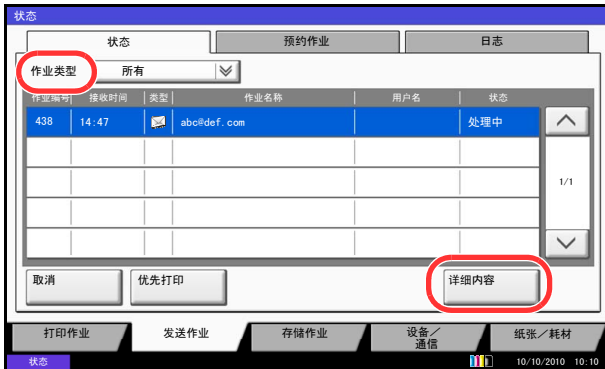 状态
状态 预约作业 日志
作业类型 所有
作业编号 接收时间 类型 作业名称 用户名 状态
438 14:47 abc@def.com 处理中
1/1
取消 优先打印 详细内容
打印作业 发送作业 存储作业 设备／ 纸张／耗材
通信
状态 10/10/2010 10:10